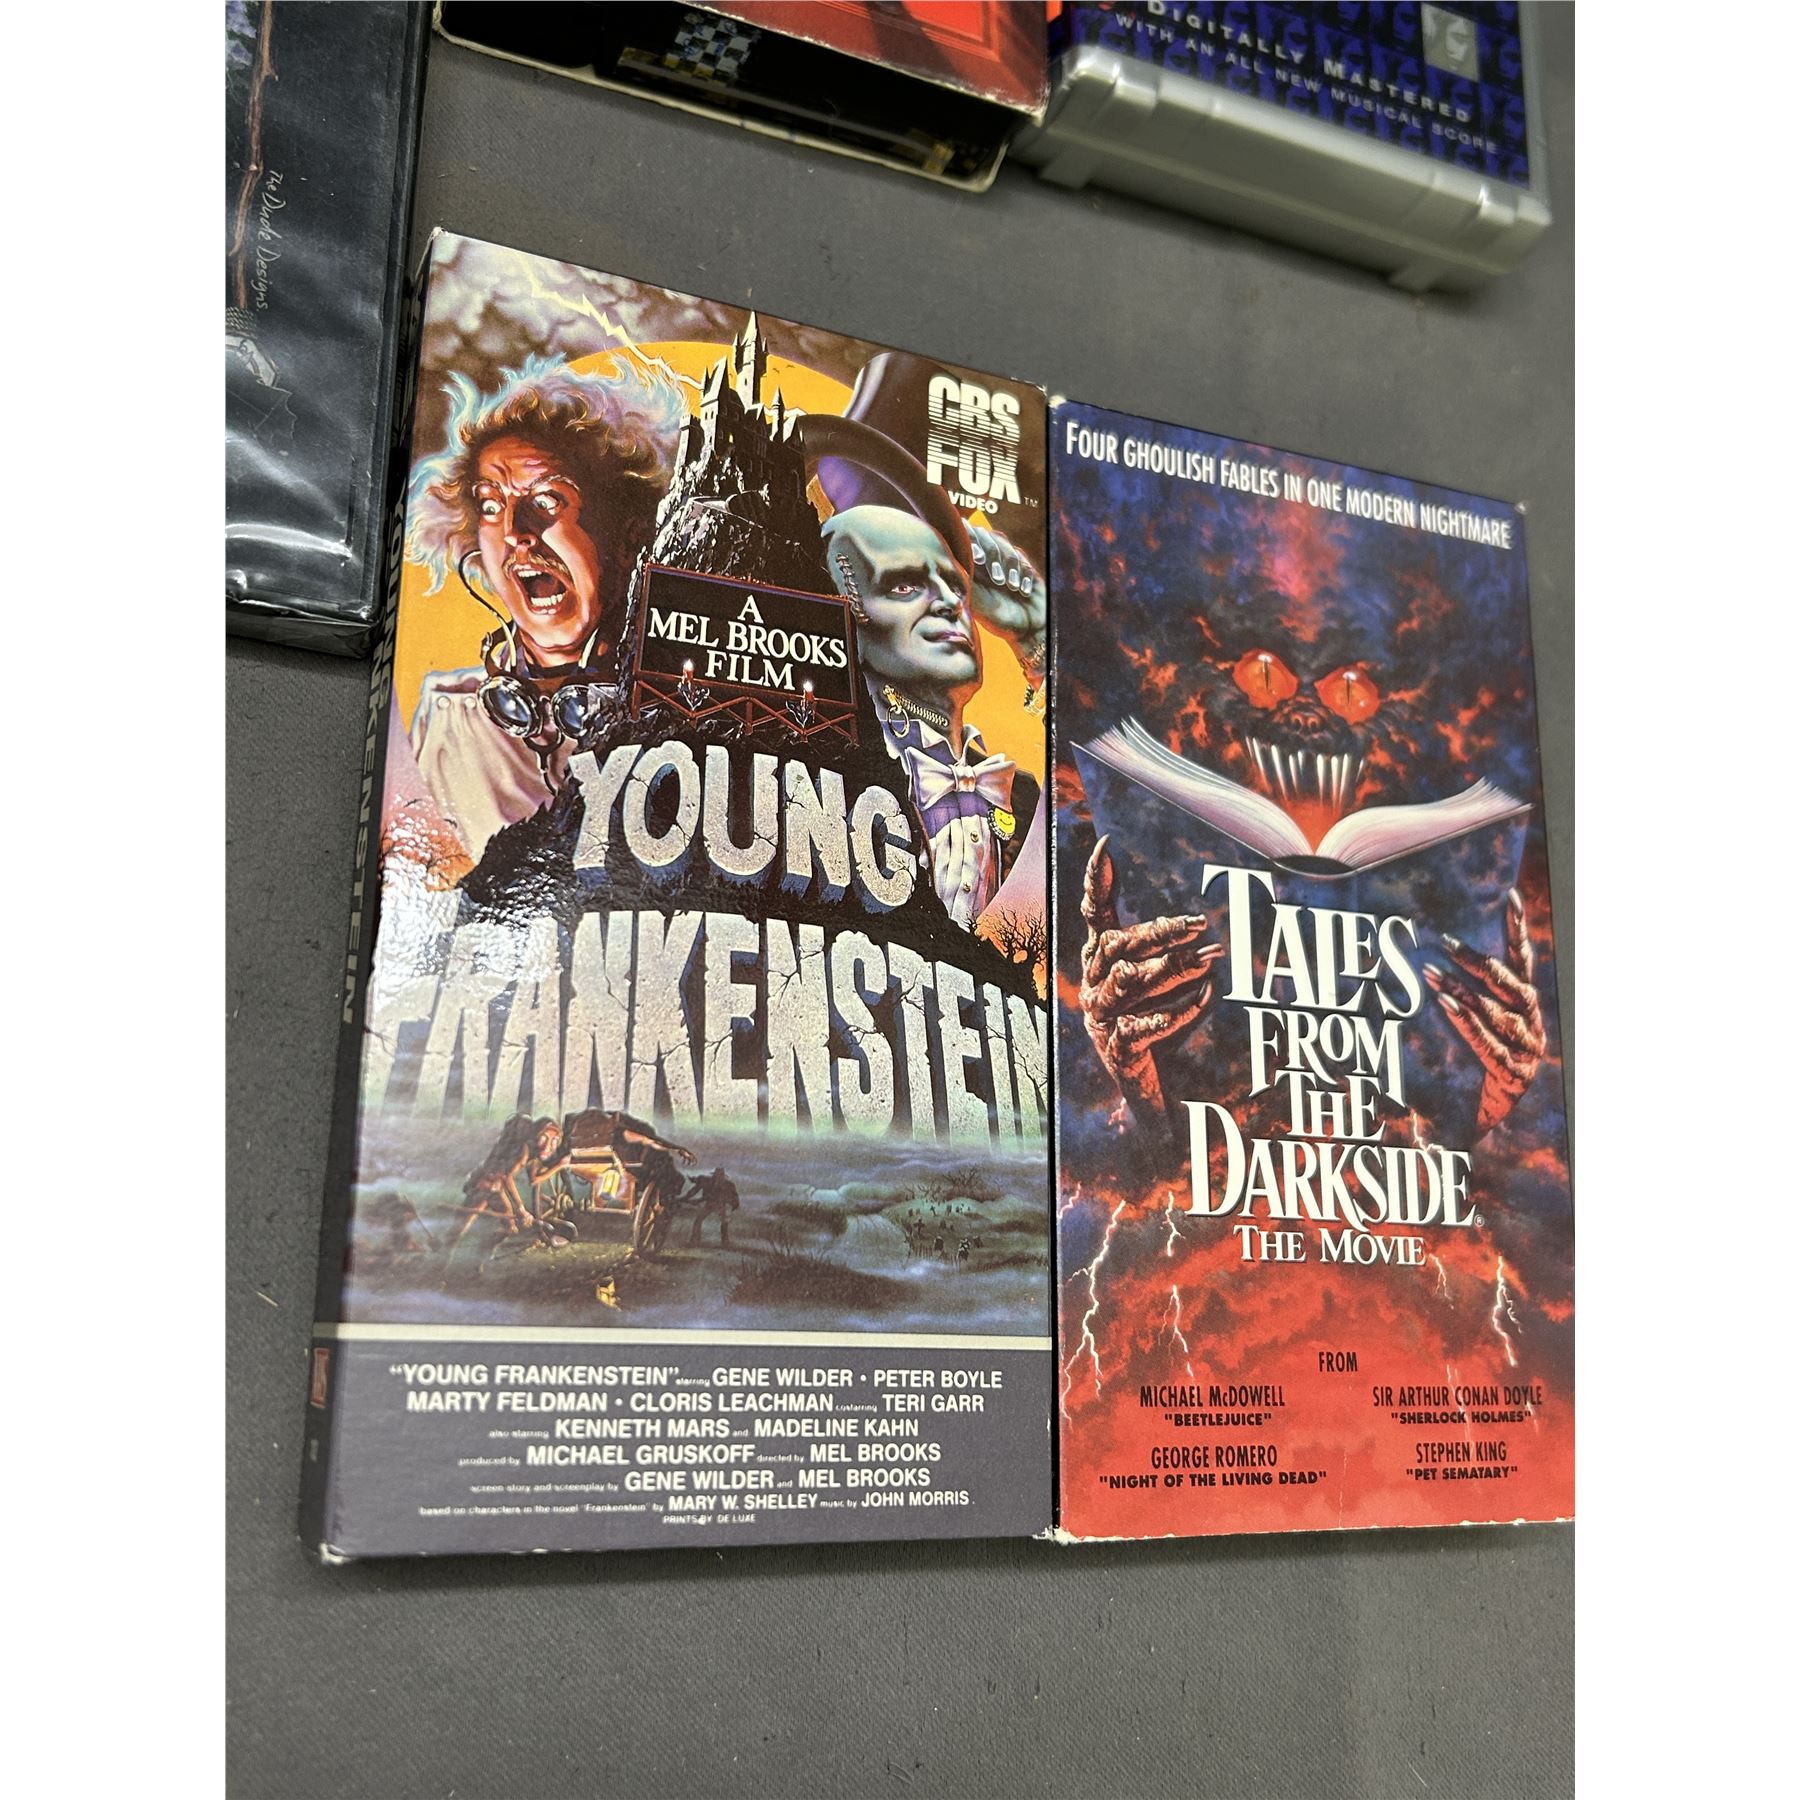 DIGITALLY MASTERED
WITH AN ALL NEW MUSICAL SCORE
The Dude Designs
CBS
FOX
VIDEO
TM
A
MEL BROOKS
FILM
YOUNG
FRANKENSTEIN
YOUNG FRANKENSTEIN
"YOUNG FRANKENSTEIN" starring GENE WILDER • PETER BOYLE
MARTY FELDMAN • CLORIS LEACHMAN costarring TERI GARR
also starring KENNETH MARS and MADELINE KAHN
produced by MICHAEL GRUSKOFF directed by MEL BROOKS
screen story and screenplay by GENE WILDER and MEL BROOKS
based on characters in the novel "Frankenstein" by MARY W. SHELLEY music by JOHN MORRIS.
PRINTS BY DE LUXE
FOUR GHOULISH FABLES IN ONE MODERN NIGHTMARE
TALES
FROM
THE
DARKSIDE®
THE MOVIE
FROM
MICHAEL McDOWELL
"BEETLEJUICE"
SIR ARTHUR CONAN DOYLE
"SHERLOCK HOLMES"
GEORGE ROMERO
"NIGHT OF THE LIVING DEAD"
STEPHEN KING
"PET SEMATARY"